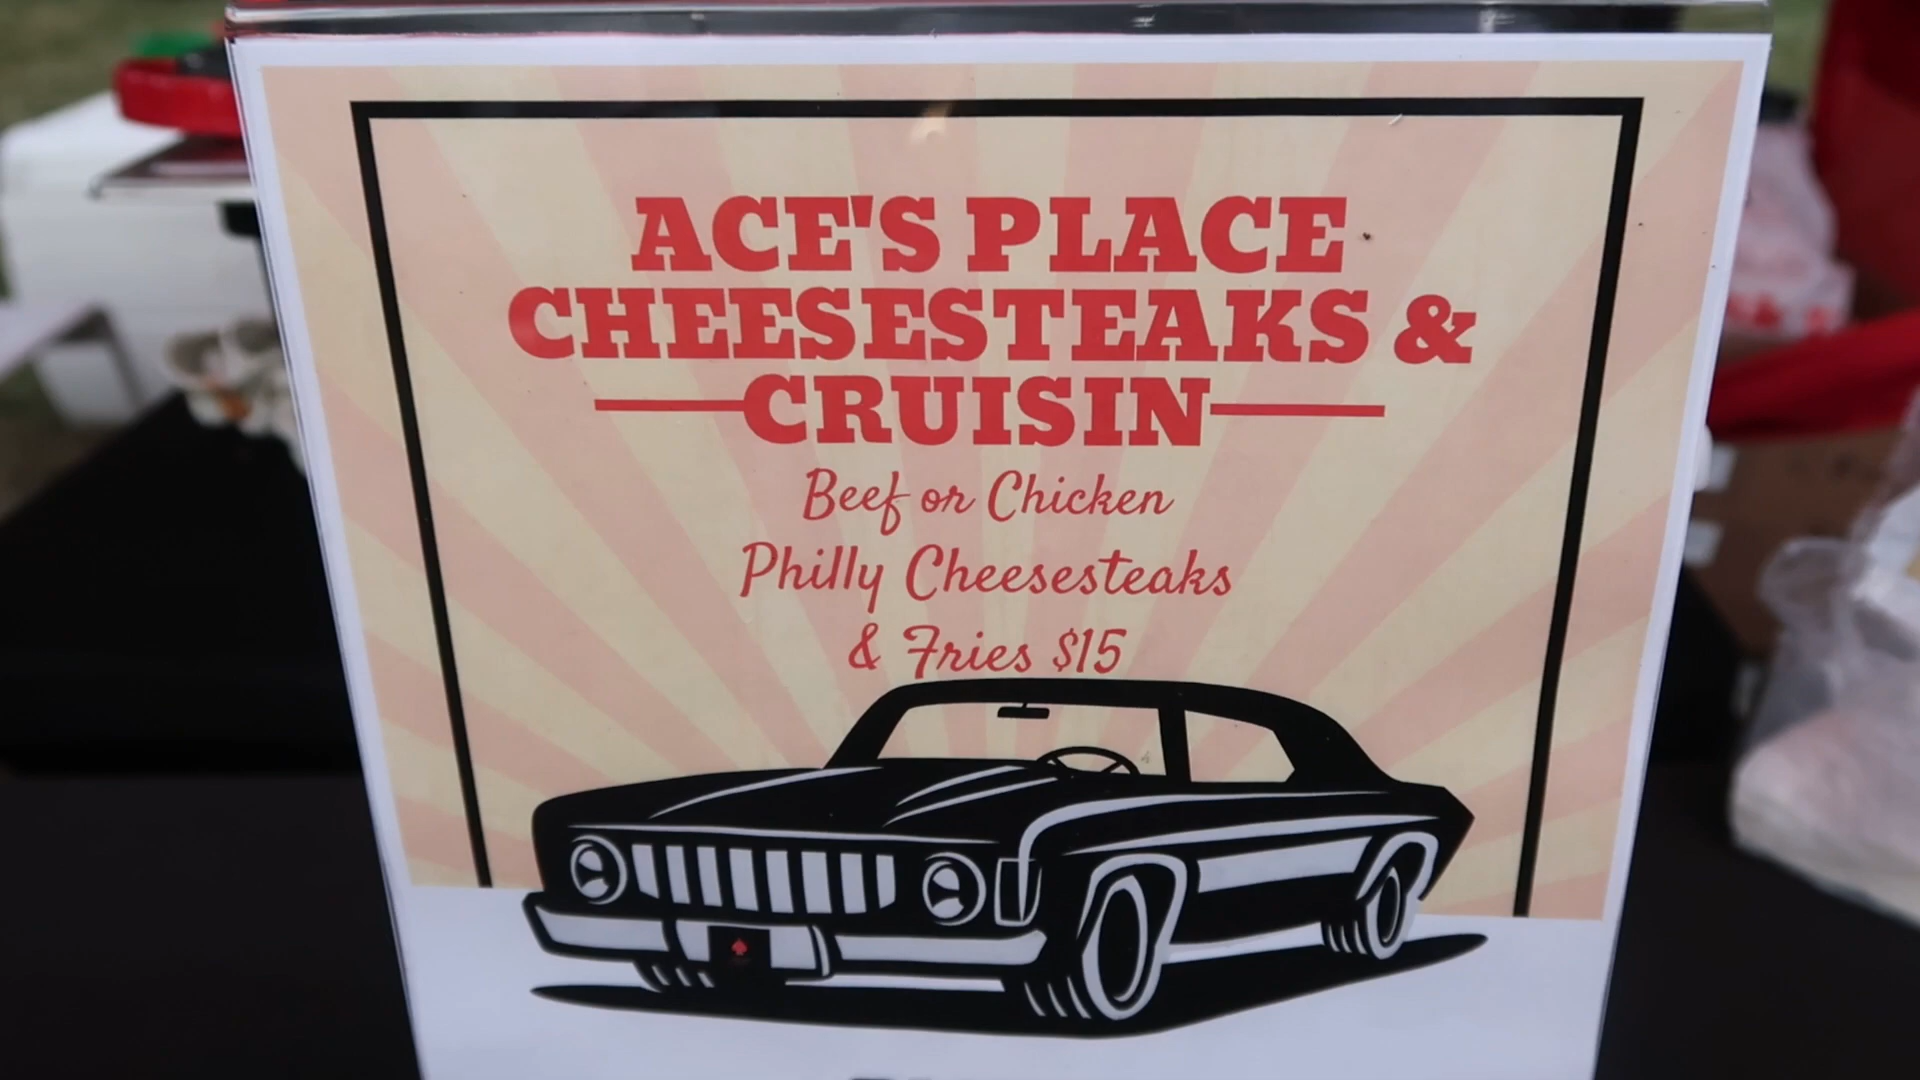 ACE'S PLACE
CHEESESTEAKS &
CRUISIN
Beef or Chicken
Philly Cheesesteaks
& Fries $15